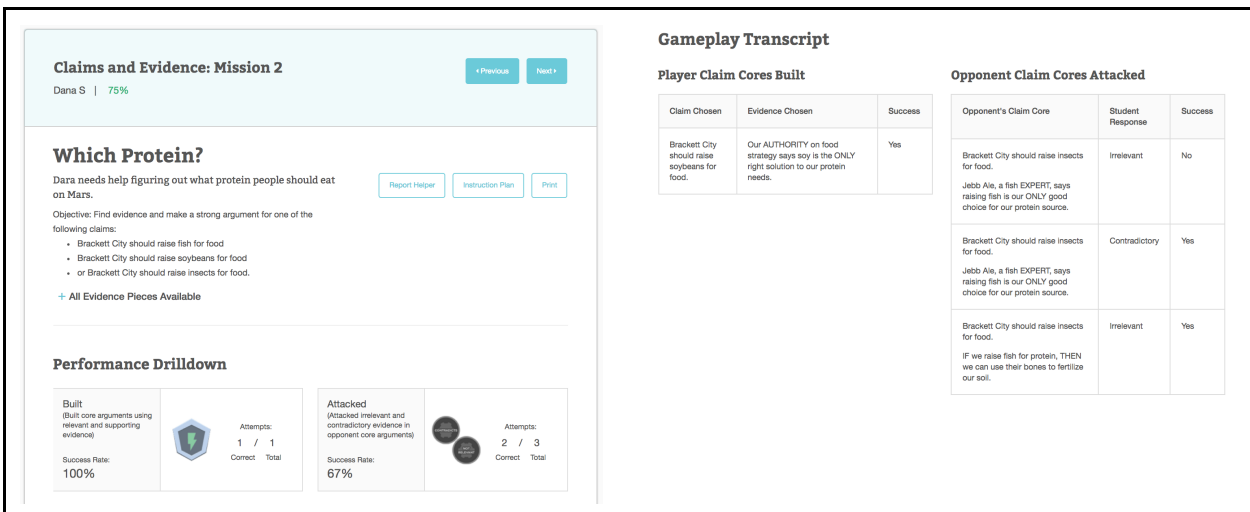 Claims and Evidence: Mission 2
Dana S | 75%
Previous
Next
Which Protein?
Dara needs help figuring out what protein people should eat
on Mars.
Report Helper
Instruction Plan
Print
Objective: Find evidence and make a strong argument for one of the
following claims:
• Brackett City should raise fish for food
• Brackett City should raise soybeans for food
• or Brackett City should raise insects for food.
+ All Evidence Pieces Available
Performance Drilldown
Built
(Built core arguments using
relevant and supporting
evidence)
Success Rate:
100%
Attempts:
1 / 1
Correct Total
Attacked
(Attacked irrelevant and
contradictory evidence in
opponent core arguments)
Success Rate:
67%
Attempts:
2 / 3
Correct Total
Gameplay Transcript
Player Claim Cores Built
Claim Chosen
Evidence Chosen
Success
Brackett City
should raise
soybeans for
food.
Our AUTHORITY on food
strategy says soy is the ONLY
right solution to our protein
needs.
Yes
Opponent Claim Cores Attacked
Opponent's Claim Core
Student
Response
Success
Brackett City should raise insects
for food.
Jebb Ale, a fish EXPERT, says
raising fish is our ONLY good
choice for our protein source.
Irrelevant
No
Brackett City should raise insects
for food.
Jebb Ale, a fish EXPERT, says
raising fish is our ONLY good
choice for our protein source.
Contradictory
Yes
Brackett City should raise insects
for food.
IF we raise fish for protein, THEN
we can use their bones to fertilize
our soil.
Irrelevant
Yes